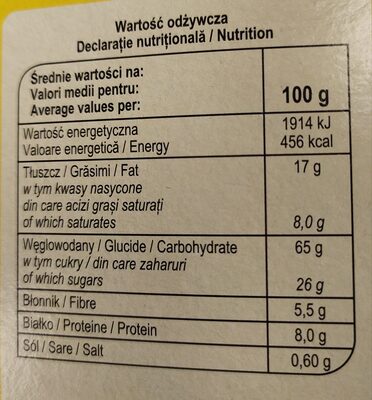 Wartość odżywcza
Declarație nutrițională / Nutrition
Średnie wartości na:
Valori medii pentru:
Average values per:
100 g
Wartość energetyczna
Valoare energetică / Energy
1914 kJ
456 kcal
Tłuszcz / Grăsimi / Fat
17 g
w tym kwasy nasycone
din care acizi grași saturați
of which saturates
8,0 g
Węglowodany / Glucide / Carbohydrate
65 g
w tym cukry / din care zaharuri
of which sugars
26 g
Błonnik / Fibre
5,5 g
Białko / Proteine / Protein
8,0 g
Sól / Sare / Salt
0,60 g